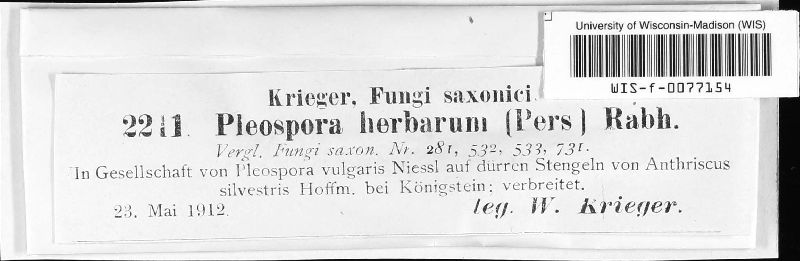 University of Wisconsin-Madison (WIS)
WIS-f-0077154
Krieger, Fungi saxonici.
Pleospora herbarum (Pers) Rabh.
Vergl. Fungi saxon. Nr. 281, 532, 533, 731.
In Gesellschaft von Pleospora vulgaris Niessl auf dürren Stengeln von Anthriscus
silvestris Hoffm. bei Königstein; verbreitet.
23. Mai 1912.
leg. W. Krieger.